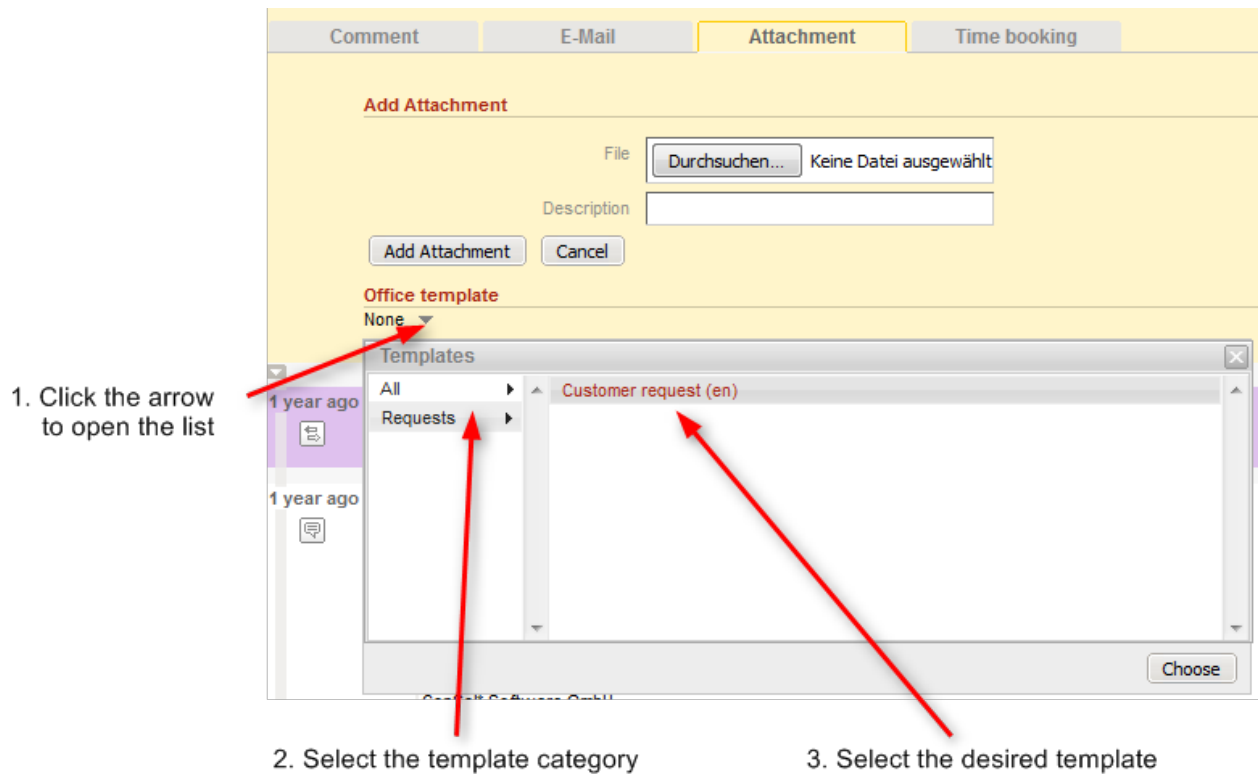 Comment E-Mail Attachment Time booking
Add Attachment
File Durchsuchen... Keine Datei ausgewählt
Description
Add Attachment Cancel
Office template
None
Templates
All Customer request (en)
1. Click the arrow
to open the list
1 year ago
Requests
1 year ago
Choose
2. Select the template category 3. Select the desired template